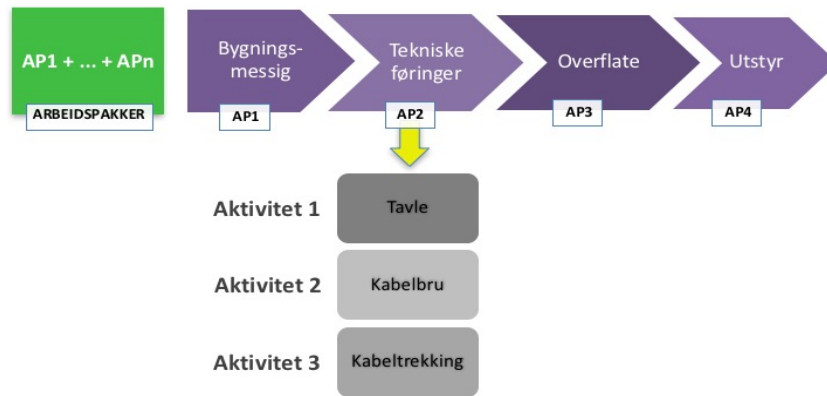 AP1 + ... + APn
ARBEIDSPAKKER
Bygnings-
messig
AP1
Tekniske
føringer
AP2
Overflate
AP3
Utstyr
AP4
Aktivitet 1
Tavle
Aktivitet 2
Kabelbru
Aktivitet 3
Kabeltrekking